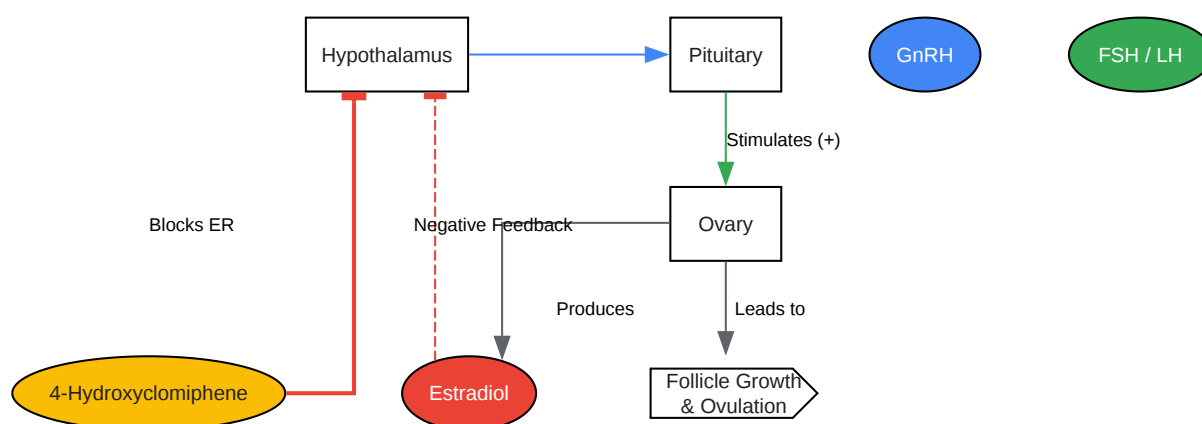 Hypothalamus
Pituitary
GnRH
FSH / LH
Stimulates (+)
Blocks ER
Negative Feedback
Ovary
Produces
Leads to
4-Hydroxyclomiphene
Estradiol
Follicle Growth
& Ovulation